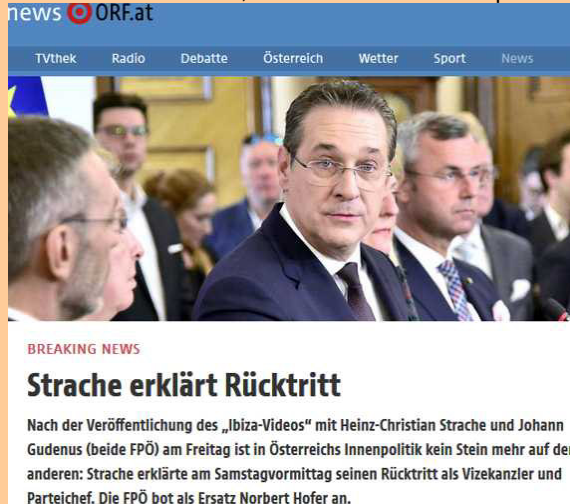 news ORF.at
TVthek Radio Debatte Österreich Wetter Sport News
BREAKING NEWS
Strache erklärt Rücktritt
Nach der Veröffentlichung des „Ibiza-Videos“ mit Heinz-Christian Strache und Johann
Gudenus (beide FPÖ) am Freitag ist in Österreichs Innenpolitik kein Stein mehr auf
anderen: Strache erklärte am Samstagvormittag seinen Rücktritt als Vizekanzler und
Parteichef. Die FPÖ bot als Ersatz Norbert Hofer an.